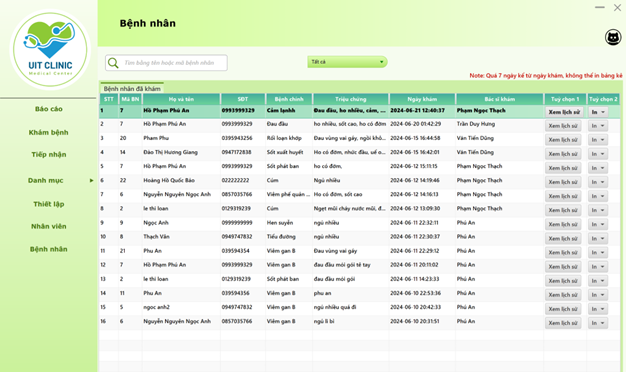 Bệnh nhân
UIT CLINIC
Medical Center
Tìm bằng tên hoặc mã bệnh nhân
Tất cả
Note: Quá 7 ngày kể từ ngày khám, không thể in bảng kê
Báo cáo
Khám bệnh
Tiếp nhận
Danh mục
Thiết lập
Nhân viên
Bệnh nhân
Bệnh nhân đã khám
STT Mã BN Họ và tên SĐT Bệnh chính Triệu chứng Ngày khám Bác sĩ khám Tuỳ chọn 1 Tuỳ chọn 2
1 7 Hồ Phạm Phú An 0993999329 Cảm lạnhh Đau đầu, ho nhiều, cảm, ... 2024-06-21 12:40:37 Phạm Ngọc Thạch Xem lịch sử In
2 7 Hồ Phạm Phú An 0993999329 Đau đầu ho nhiều, sốt cao, ho có đờm 2024-06-20 01:42:29 Trần Duy Hưng Xem lịch sử In
3 20 Pham Phu 0395943256 Rối loạn khớp Đau vùng vai gáy, ngồi khô... 2024-06-15 16:44:58 Văn Tiến Dũng Xem lịch sử In
4 14 Đào Thị Hương Giang 0947172838 Sốt xuất huyết Ho có đờm, nhức đầu, uể o... 2024-06-15 16:42:01 Văn Tiến Dũng Xem lịch sử In
5 7 Hồ Phạm Phú An 0993999329 Sốt phát ban ho có đờm, 2024-06-12 15:11:15 Phạm Ngọc Thạch Xem lịch sử In
6 22 Hoàng Hồ Quốc Bảo 022222222 Cúm Ngủ nhiều 2024-06-12 14:19:46 Phạm Ngọc Thạch Xem lịch sử In
7 6 Nguyễn Nguyễn Ngọc Anh 0857035766 Viêm phế quản ... Ho có đờm, sốt cao 2024-06-12 14:16:13 Phạm Ngọc Thạch Xem lịch sử In
8 2 le thi loan 0129319239 Cúm Ngẹt mũi chảy nước mũi, đ... 2024-06-12 13:09:30 Phạm Ngọc Thạch Xem lịch sử In
9 9 Ngọc Anh 0999999999 Hen suyễn ngủ nhiều 2024-06-11 22:32:11 Phú An Xem lịch sử In
10 8 Thạch Văn 0949747832 Tiểu đường ngủ nhiều 2024-06-11 22:30:37 Phú An Xem lịch sử In
11 21 Phu An 039594354 Viêm gan B Đau vùng vai gáy 2024-06-11 22:29:12 Phú An Xem lịch sử In
12 7 Hồ Phạm Phú An 0993999329 Viêm gan B đau đầu mỏi gối tê tay 2024-06-11 20:11:02 Phú An Xem lịch sử In
13 2 le thi loan 0129319239 Sốt phát ban đau đầu mỏi gối 2024-06-11 14:23:33 Phú An Xem lịch sử In
14 11 Phu An 0395943356 Viêm gan B phu an 2024-06-10 22:53:36 Phú An Xem lịch sử In
15 5 ngoc anh2 0949747832 Viêm gan B ngủ nhiều quá đi 2024-06-10 20:42:33 Phú An Xem lịch sử In
16 6 Nguyễn Nguyễn Ngọc Anh 0857035766 Viêm gan B ngủ li bì 2024-06-10 20:31:51 Phú An Xem lịch sử In